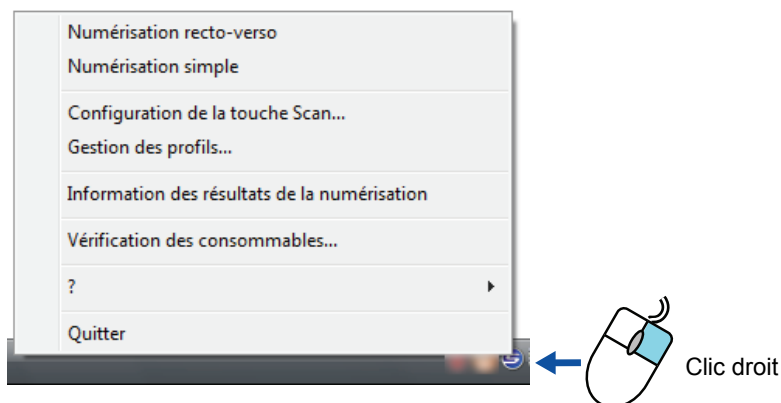 Numérisation recto-verso
Numérisation simple
Configuration de la touche Scan...
Gestion des profils...
Information des résultats de la numérisation
Vérification des consommables...
?
Quitter
Clic droit